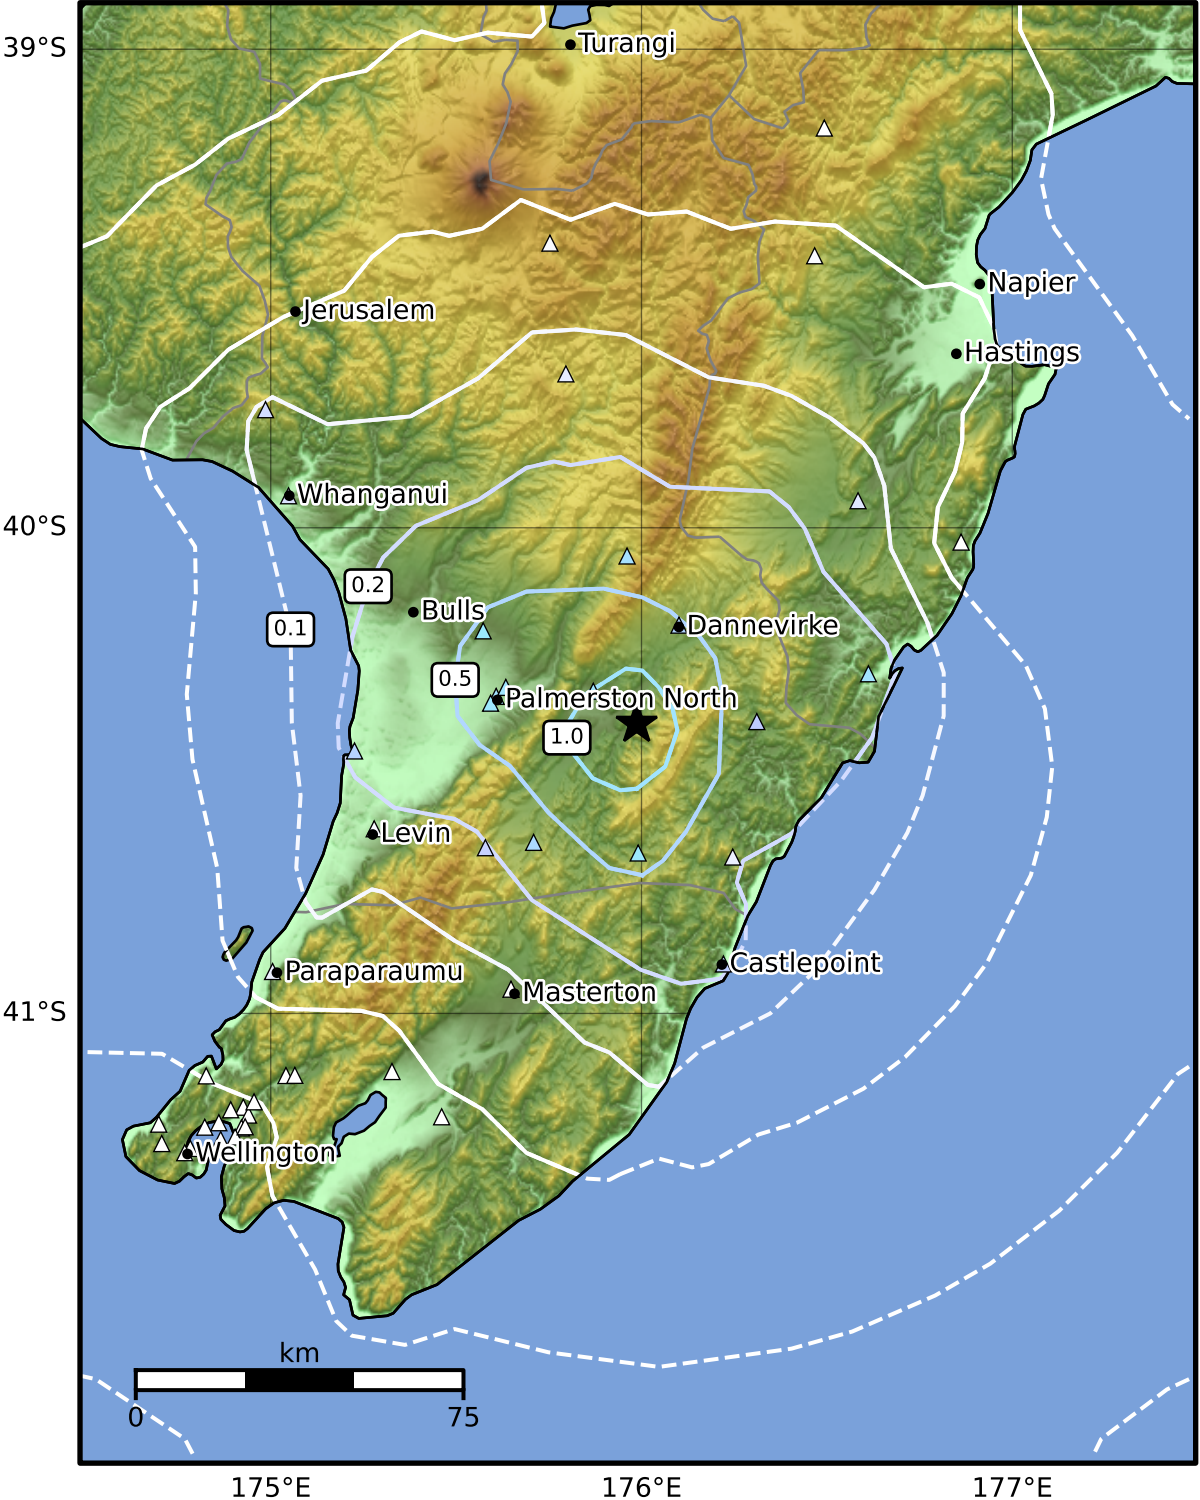 39°S
Turangi
Napier
Jerusalem
Hastings
Whanganui
40°S
0.2
Bulls
0.1
Dannevirke
0.5
Palmerston North
1.0
Levin
Castlepoint
Paraparaumu
Masterton
41°S
Wellington
km
0 75
175°E 176°E 177°E